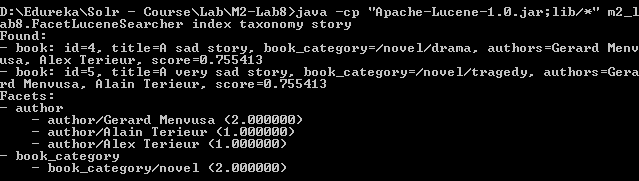 D:\Edureka\Solr - Course\Lab\M2-Lab8>java -cp "Apache-Lucene-1.0.jar;lib/*" m2_l
ab8.FacetLuceneSearcher index taxonomy story
Found:
- book: id=4, title=A sad story, book_category=/novel/drama, authors=Gerard Menv
usa, Alex Terieur, score=0.755413
- book: id=5, title=A very sad story, book_category=/novel/tragedy, authors=Gera
rd Menvusa, Alain Terieur, score=0.755413
Facets:
- author
    - author/Gerard Menvusa (2.000000)
    - author/Alain Terieur (1.000000)
    - author/Alex Terieur (1.000000)
- book_category
    - book_category/novel (2.000000)